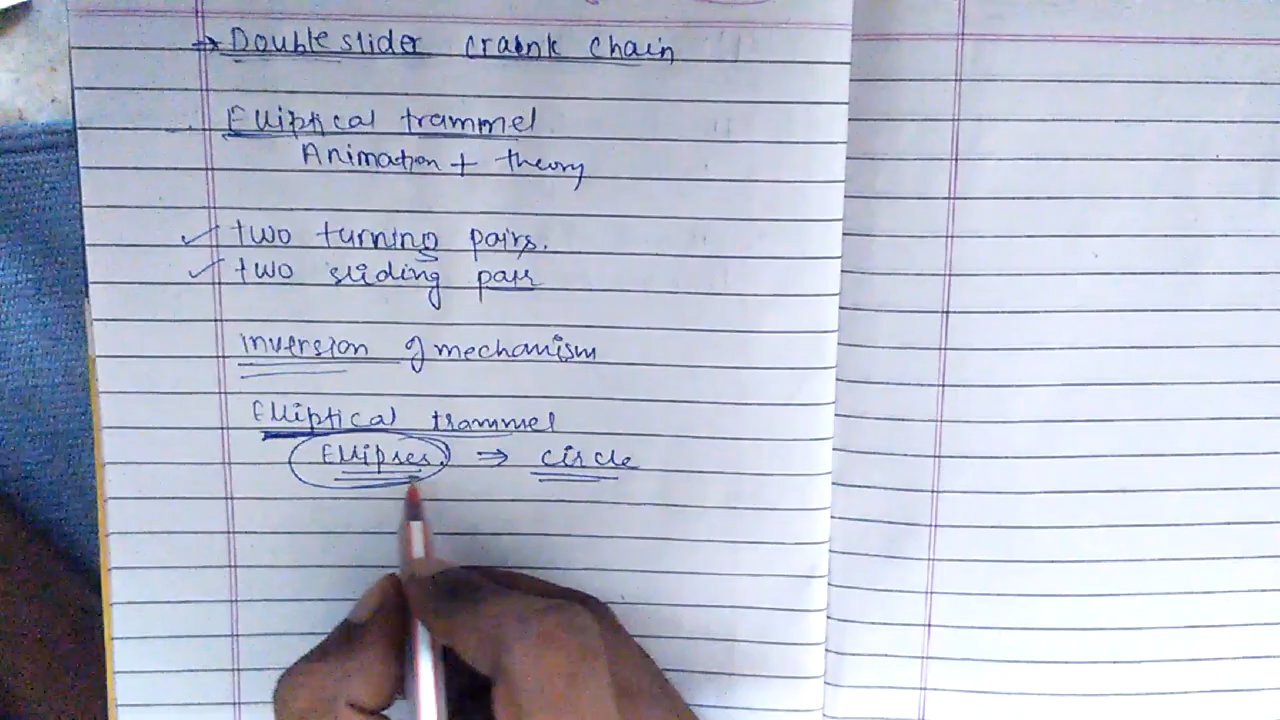 → Double slider crank chain
Elliptical trammel
Animation + theory
✓ two turning pairs.
✓ two sliding pair
inversion of mechanism
Elliptical trammel
Ellipses. ⇒ circle